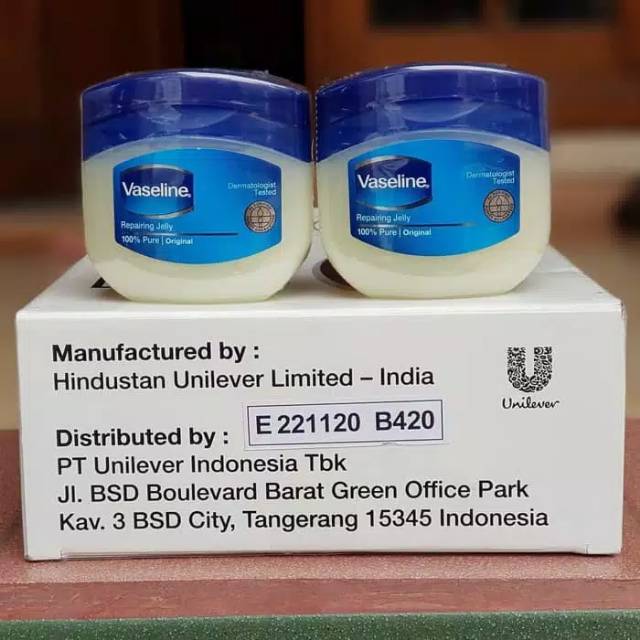 Vaseline®
Dermatologist
Tested
Repairing Jelly
100% Pure | Original
Vaseline®
Dermatologist
Tested
Repairing Jelly
100% Pure | Original
Manufactured by :
Hindustan Unilever Limited – India
Unilever
Distributed by :
E 221120 B420
PT Unilever Indonesia Tbk
Jl. BSD Boulevard Barat Green Office Park
Kav. 3 BSD City, Tangerang 15345 Indonesia